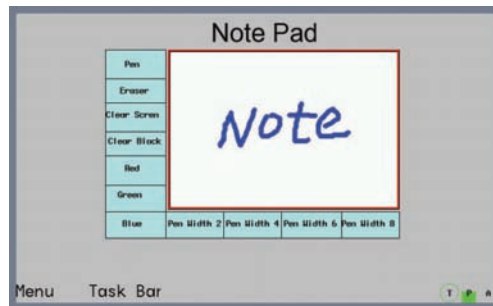 Note Pad
Pen
Eraser
Clear Scren
Clear Block
Red
Green
Blue
Pen Width 2 Pen Width 4 Pen Width 6 Pen Width 8
Note
Menu Task Bar
T P A